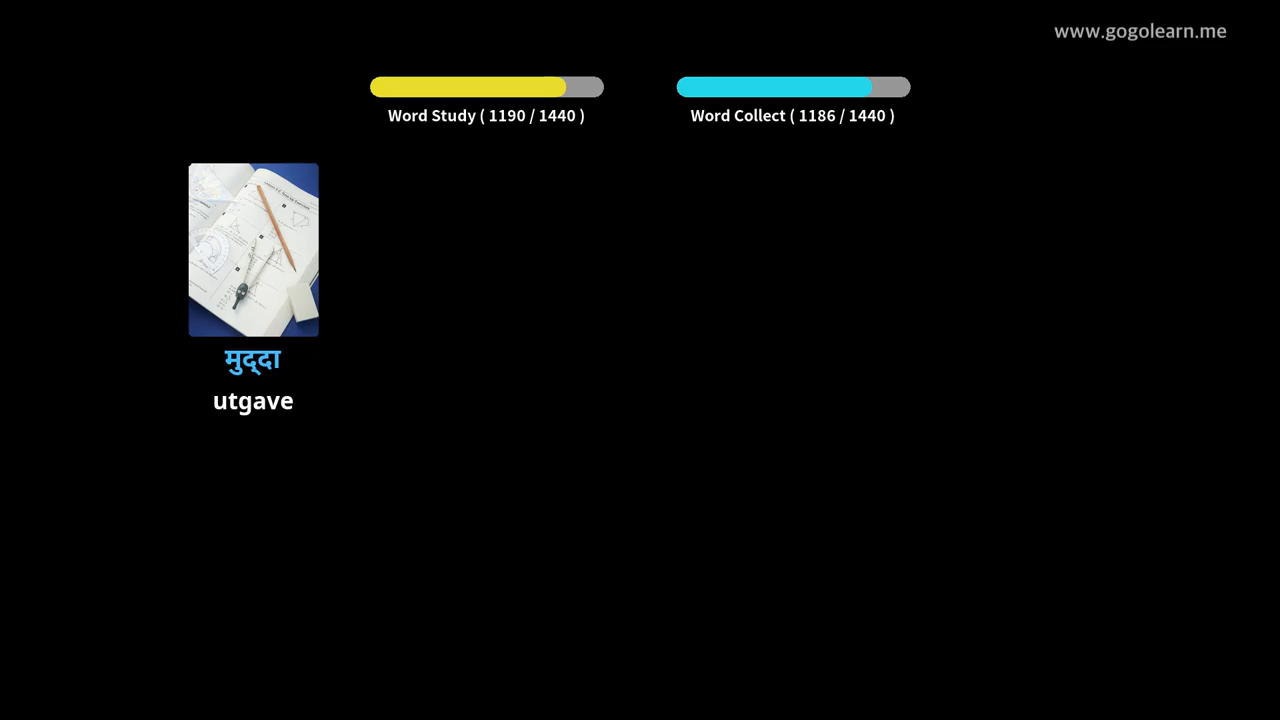 www.gogolearn.me
Word Study ( 1190 / 1440 )
Word Collect ( 1186 / 1440 )
मुद्‌दा
utgave